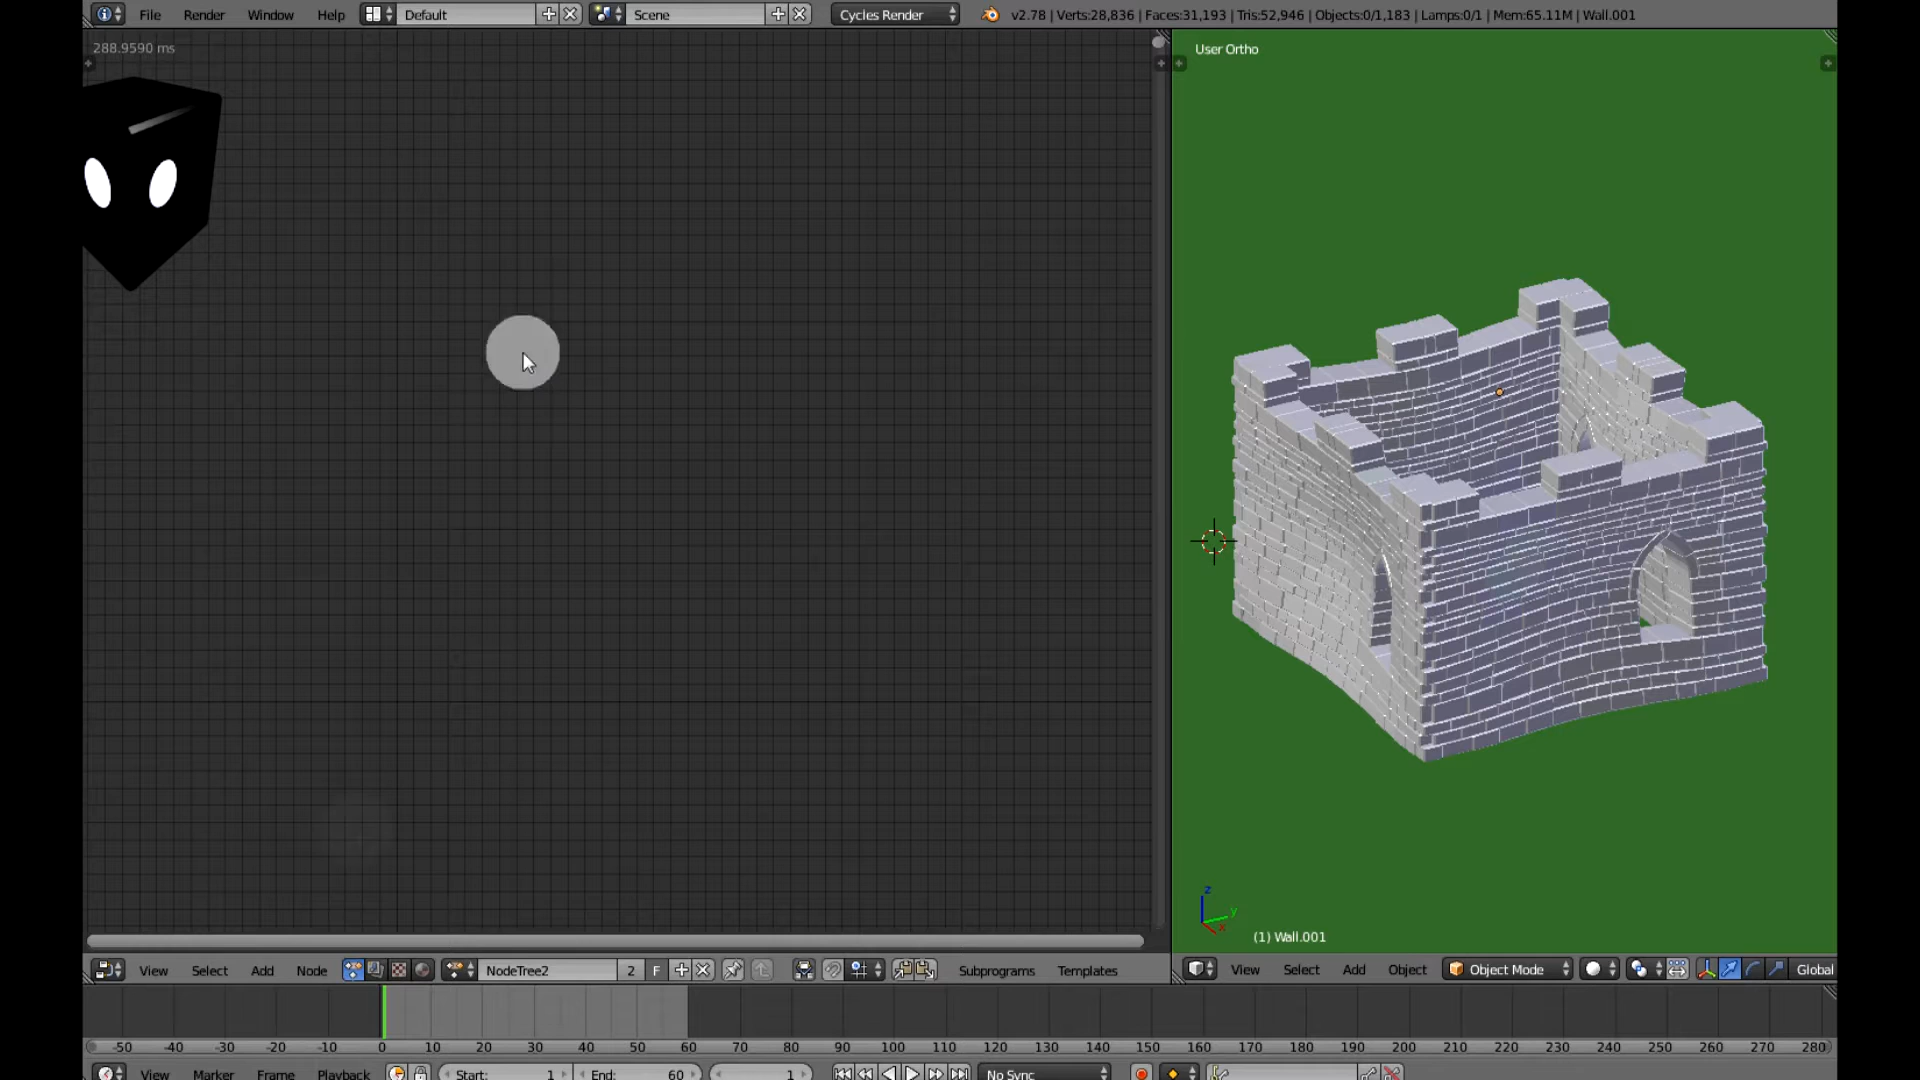 File Render Window Help Default Scene Cycles Render v2.78 | Verts:28,836 | Faces:31,193 | Tris:52,946 | Objects:0/1,183 | Lamps:0/1 | Mem:65.11M | Wall.001
288.9590 ms
User Ortho
z
y
x
(1) Wall.001
View Select Add Node NodeTree2 2 F Subprograms Templates
View Select Add Object Object Mode Global
-50 -40 -30 -20 -10 0 10 20 30 40 50 60 70 80 90 100 110 120 130 140 150 160 170 180 190 200 210 220 230 240 250 260 270 280
View Marker Frame Playback Start: 1 End: 60 1 No Sync